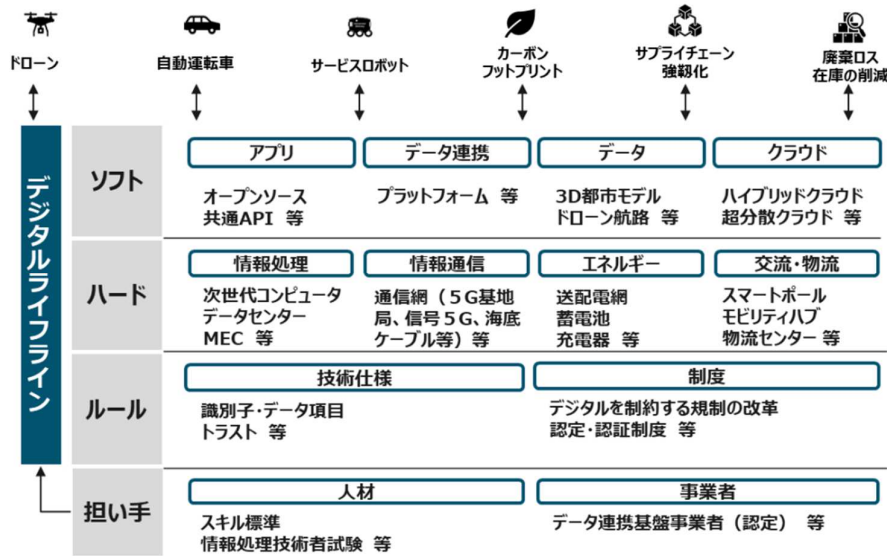 ドローン
自動運転車
サービスロボット
カーボン
フットプリント
サプライチェーン
強靱化
廃棄ロス
在庫の削減
デジタルライフライン
ソフト
アプリ
オープンソース
共通API 等
データ連携
プラットフォーム 等
データ
3D都市モデル
ドローン航路 等
クラウド
ハイブリッドクラウド
超分散クラウド 等
ハード
情報処理
次世代コンピュータ
データセンター
MEC 等
情報通信
通信網（５G基地
局、信号５G、海底
ケーブル等）等
エネルギー
送配電網
蓄電池
充電器 等
交流・物流
スマートポール
モビリティハブ
物流センター 等
ルール
技術仕様
識別子・データ項目
トラスト 等
制度
デジタルを制約する規制の改革
認定・認証制度 等
担い手
人材
スキル標準
情報処理技術者試験 等
事業者
データ連携基盤事業者（認定） 等